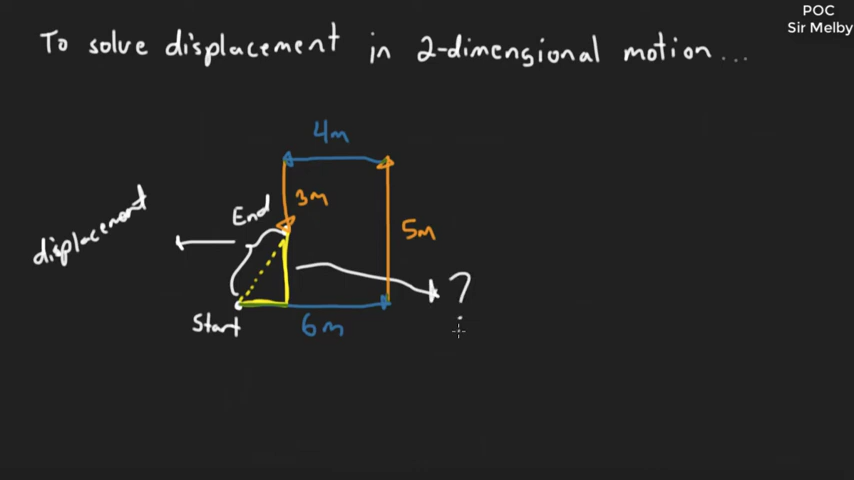 POC
Sir Melby
To solve displacement in 2-dimensional motion...
4m
3m
End
displacement
5m
?
Start
6m